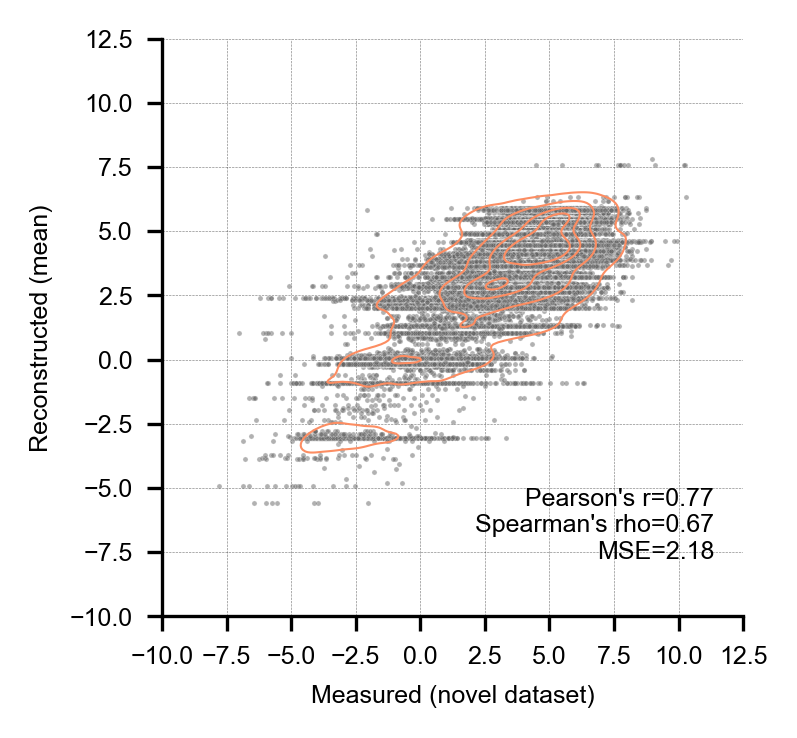 12.5
10.0
7.5
5.0
2.5
0.0
−2.5
−5.0
−7.5
−10.0
Reconstructed (mean)
Pearson's r=0.77
Spearman's rho=0.67
MSE=2.18
−10.0 −7.5 −5.0 −2.5 0.0 2.5 5.0 7.5 10.0 12.5
Measured (novel dataset)